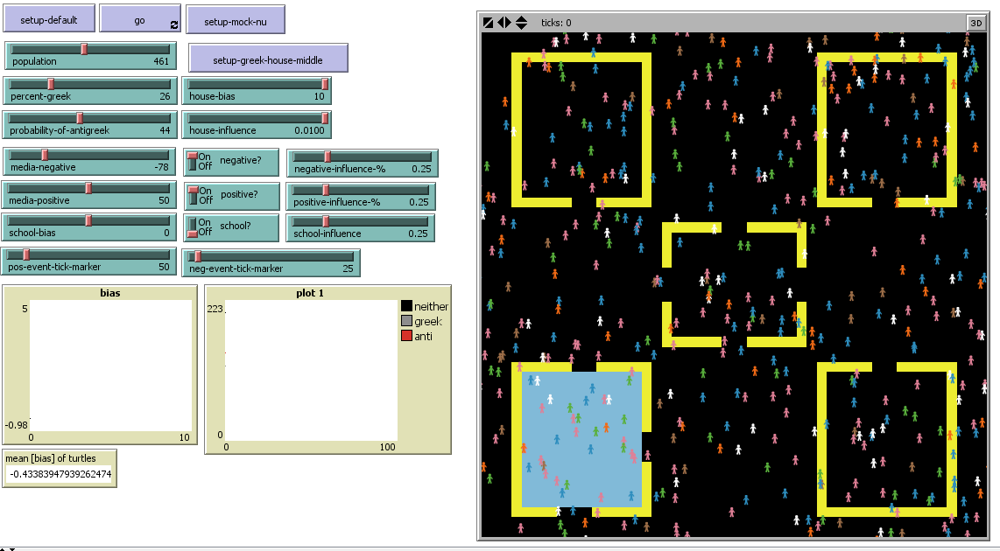 setup-default
go
setup-mock-nu
population 461
setup-greek-house-middle
percent-greek 26
house-bias 10
probability-of-antigreek 44
house-influence 0.0100
media-negative -78
On
Off
negative?
negative-influence-% 0.25
media-positive 50
On
Off
positive?
positive-influence-% 0.25
school-bias 0
On
Off
school?
school-influence 0.25
pos-event-tick-marker 50
neg-event-tick-marker 25
bias
5
-0.98
0 10
plot 1
223
0
0 100
neither
greek
anti
mean [bias] of turtles
-0.43383947939262474
ticks: 0
3D